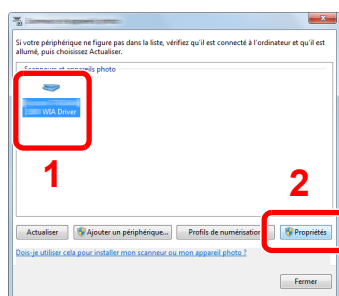 Si votre périphérique ne figure pas dans la liste, vérifiez qu'il est connecté à l'ordinateur et qu'il est
allumé, puis choisissez Actualiser.
Scanneurs et appareils photo
WIA Driver
1
2
Actualiser
Ajouter un périphérique...
Profils de numérisation
Propriétés
Dois-je utiliser cela pour installer mon scanneur ou mon appareil photo ?
Fermer